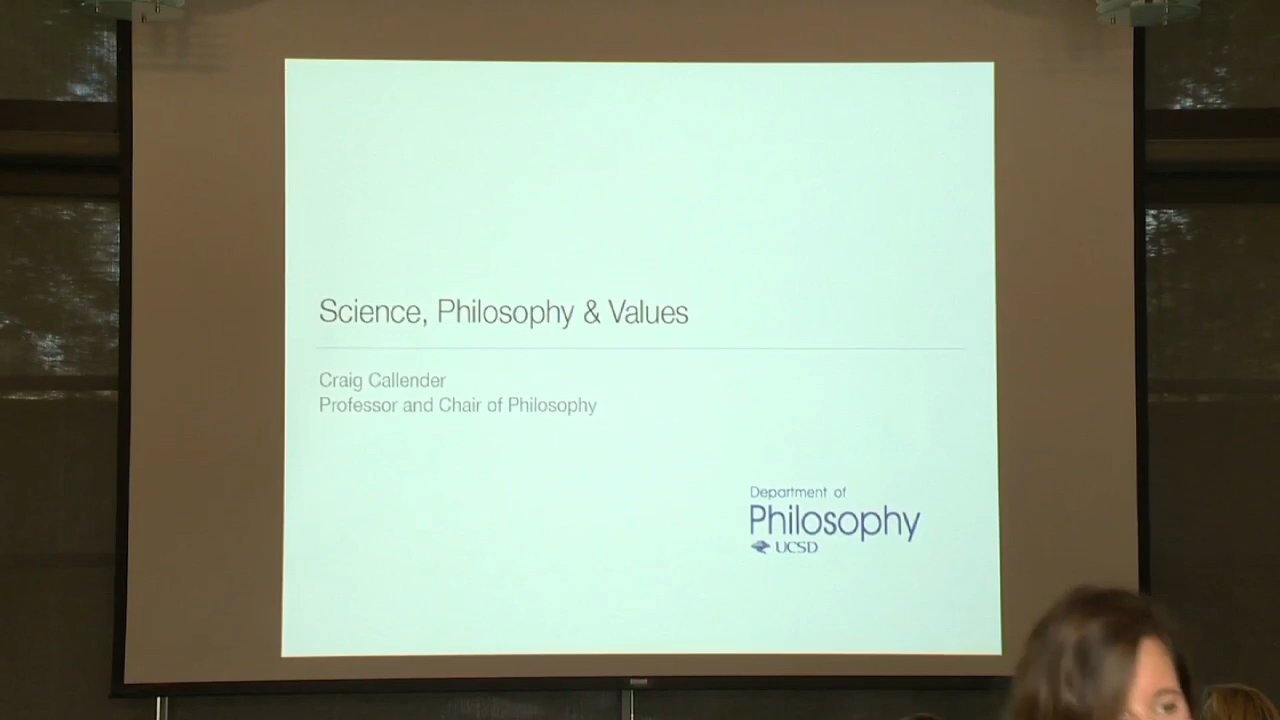 Science, Philosophy & Values
Craig Callender
Professor and Chair of Philosophy
Department of
Philosophy
UCSD